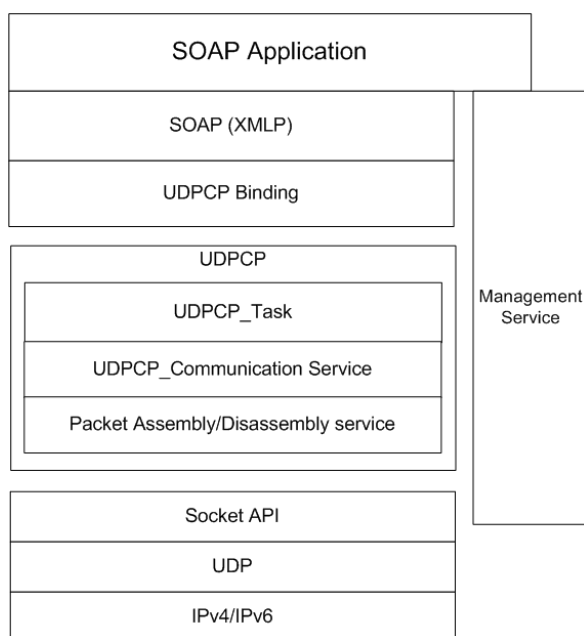 SOAP Application
SOAP (XMLP)
UDPCP Binding
UDPCP
UDPCP_Task
UDPCP_Communication Service
Packet Assembly/Disassembly service
Management
Service
Socket API
UDP
IPv4/IPv6